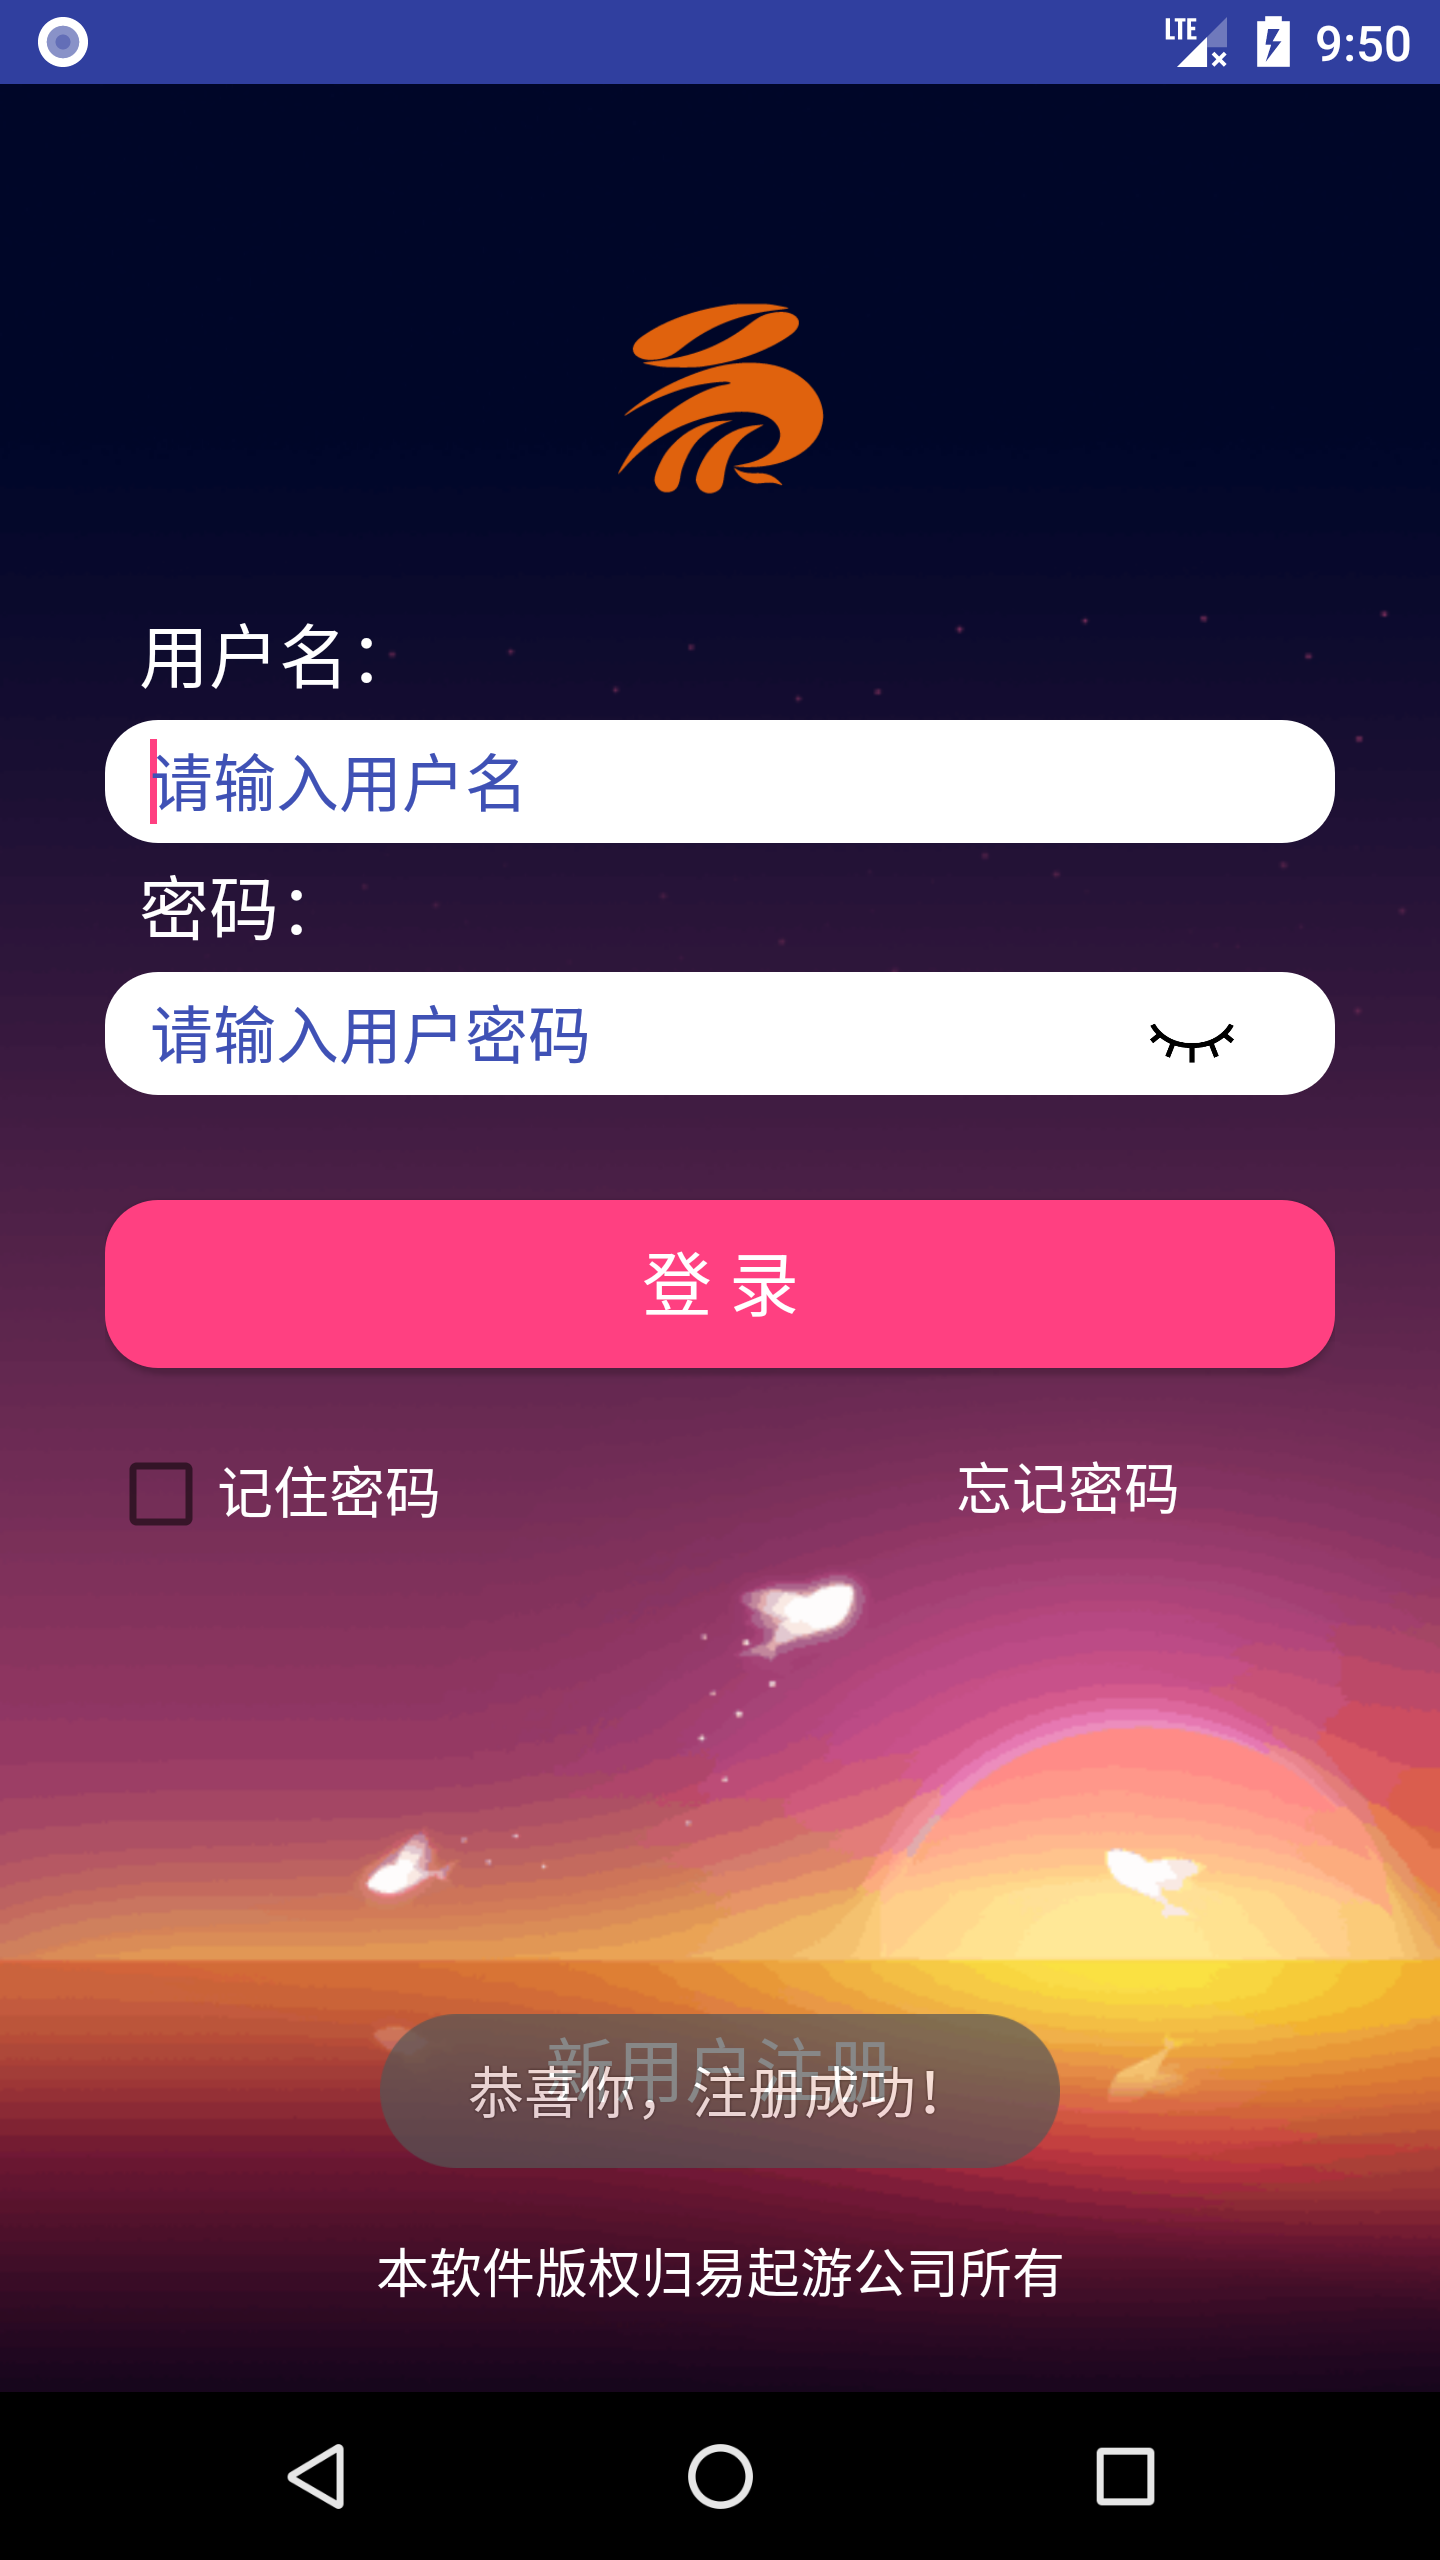 LTE 9:50
用户名：
请输入用户名
密码：
请输入用户密码
登 录
记住密码 忘记密码
新用户注册
恭喜你，注册成功！
本软件版权归易起游公司所有